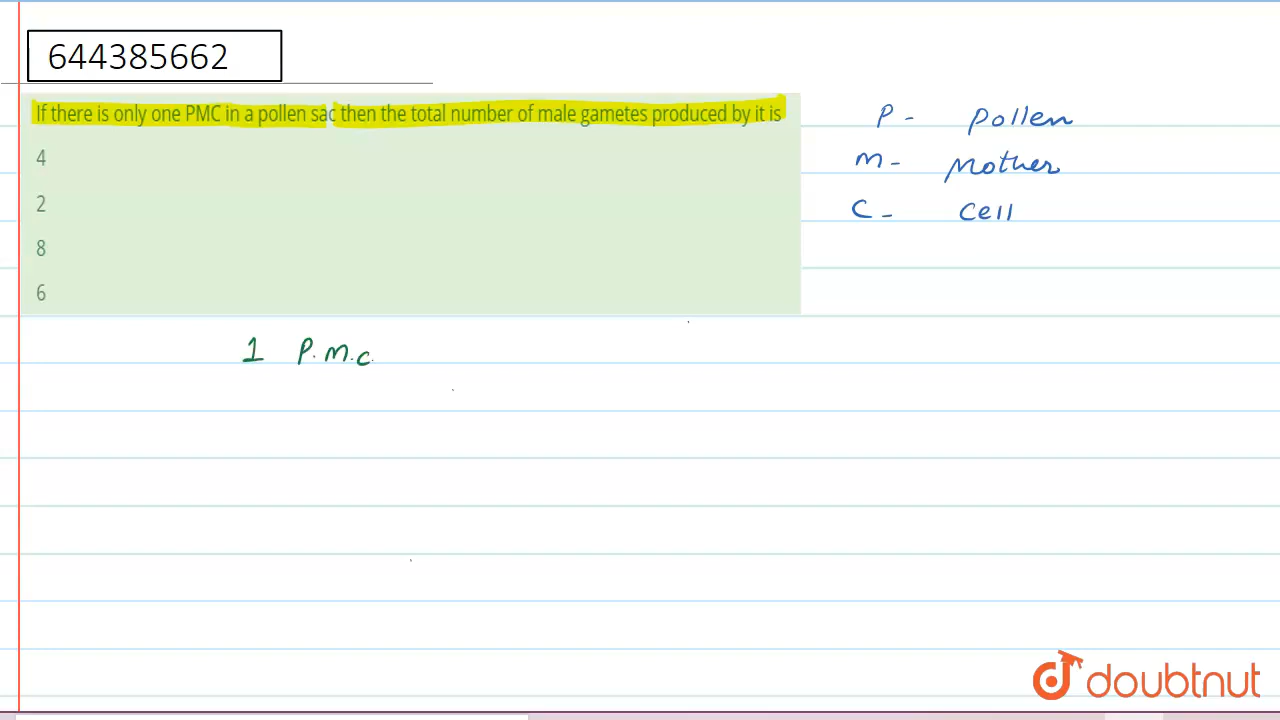 644385662
If there is only one PMC in a pollen sac then the total number of male gametes produced by it is
4
2
8
6
P - Pollen
M - Mother
C - Cell
1 P.M.C.
doubtnut